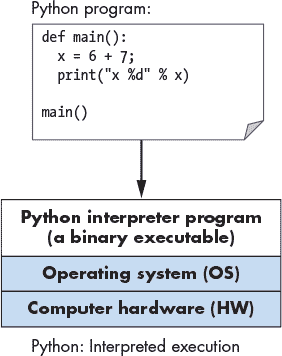 Python program:
def main():
  x = 6 + 7;
  print("x %d" % x)
main()
Python interpreter program
(a binary executable)
Operating system (OS)
Computer hardware (HW)
Python: Interpreted execution